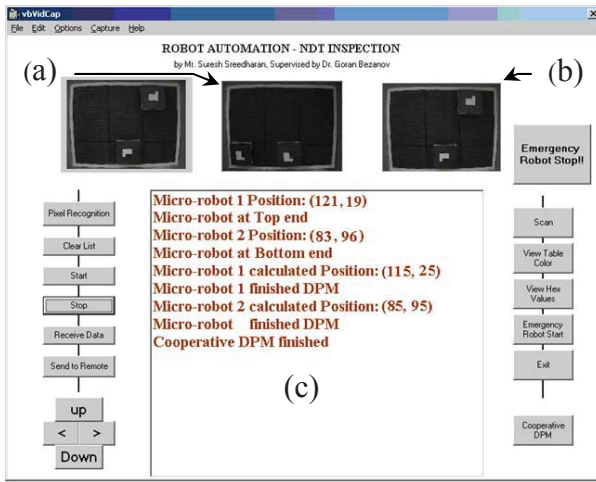 vbVidCap
File Edit Options Capture Help
ROBOT AUTOMATION - NDT INSPECTION
by Mr. Suresh Sreedharan, Supervised by Dr. Goran Bezanov
(a)
(b)
Emergency
Robot Stop!!
Pixel Recognition
Clear List
Start
Stop
Receive Data
Send to Remote
up
< >
Down
Micro-robot 1 Position: (121, 19)
Micro-robot at Top end
Micro-robot 2 Position: (83, 96)
Micro-robot at Bottom end
Micro-robot 1 calculated Position: (115, 25)
Micro-robot 1 finished DPM
Micro-robot 2 calculated Position: (85, 95)
Micro-robot finished DPM
Cooperative DPM finished
(c)
Scan
View Table
Color
View Hex
Values
Emergency
Robot Start
Exit
Cooperative
DPM